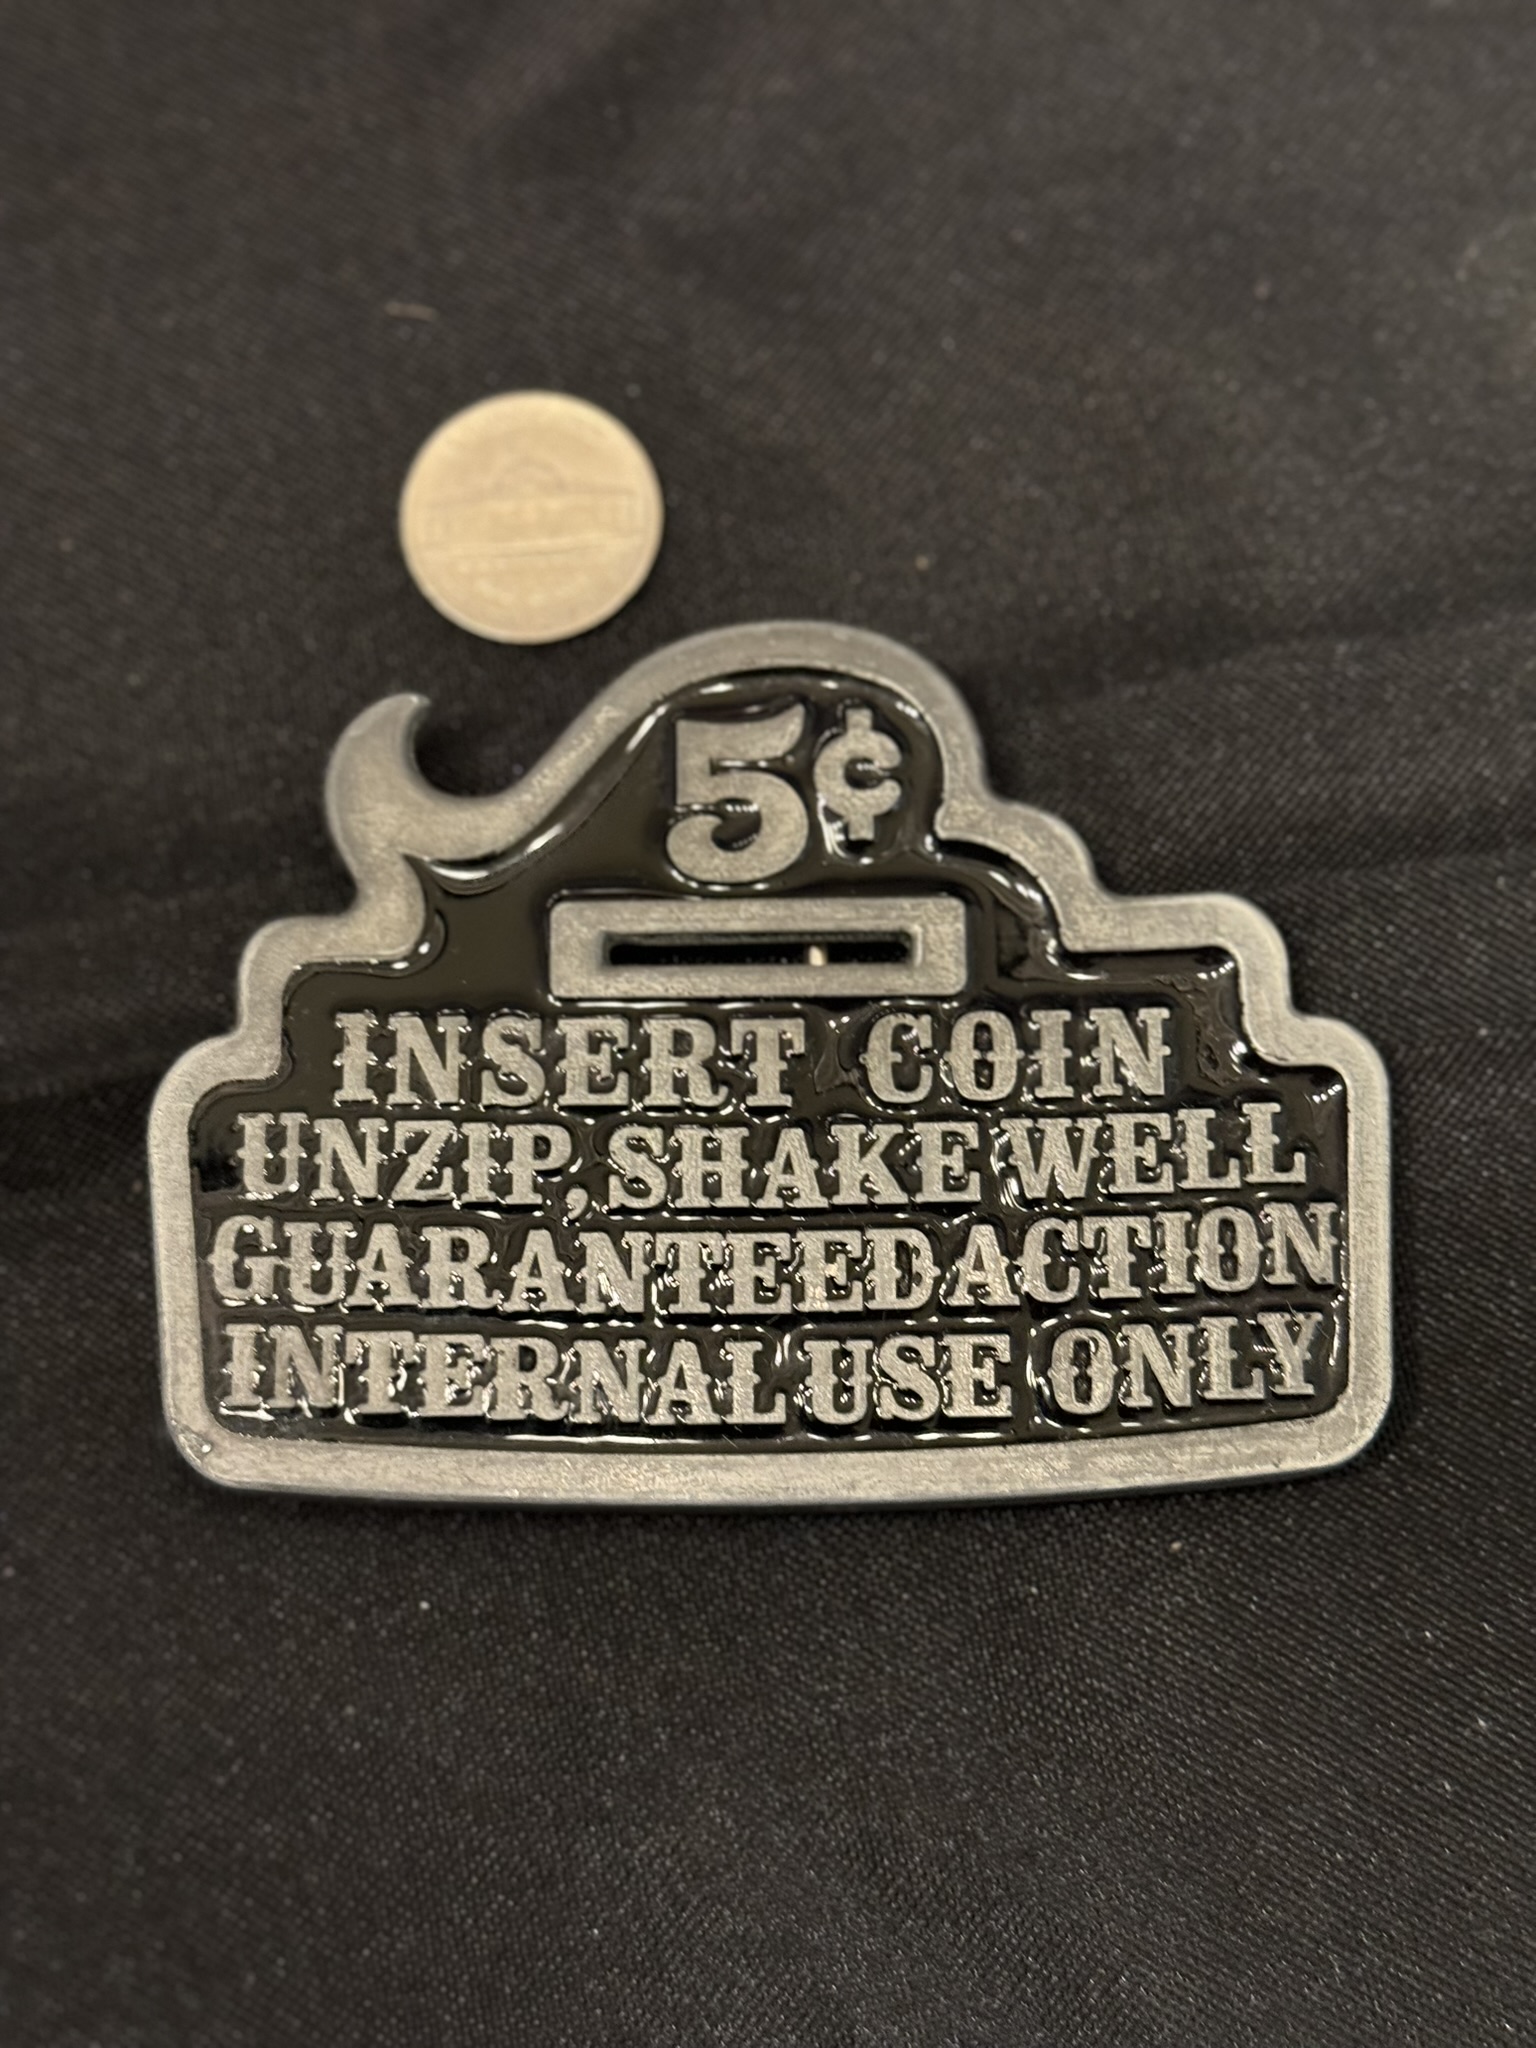 5¢
INSERT COIN
UNZIP, SHAKE WELL
GUARANTEED ACTION
INTERNAL USE ONLY